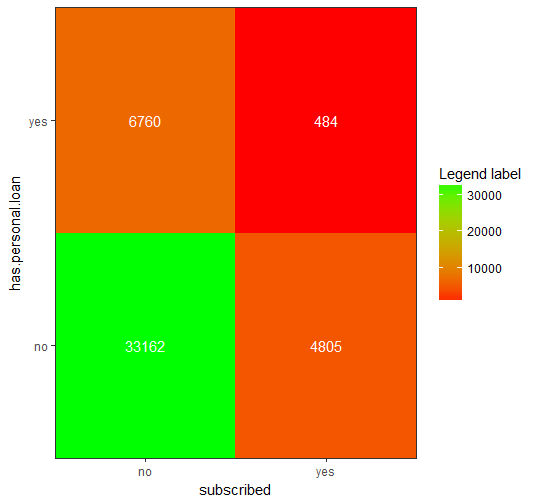 yes
6760
484
has.personal.loan
no
33162
4805
no
yes
subscribed
Legend label
30000
20000
10000